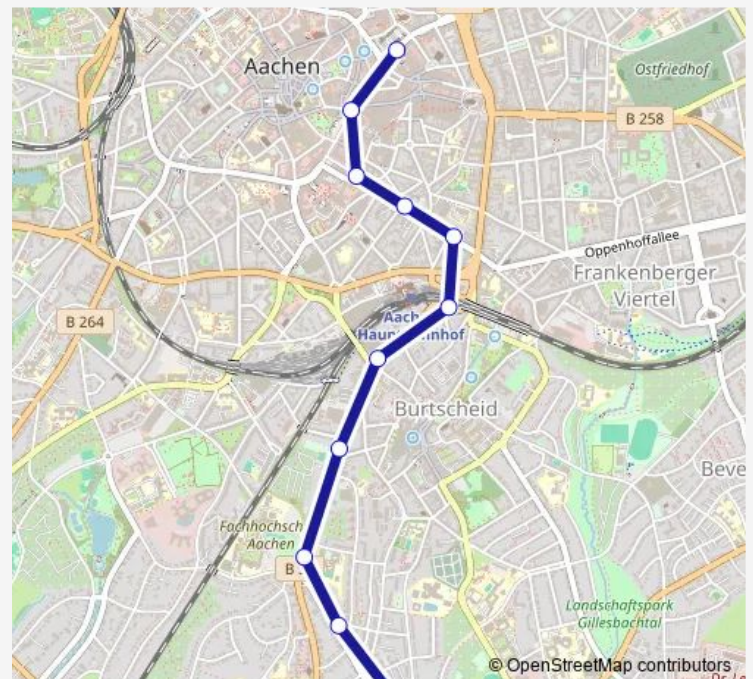 Aachen
Ostfriedhof
B 258
Oppenhoffallee
Frankenberger
Viertel
B 264
Burtscheid
Beve
Fachhochsch
Aachen
B
Landschaftspark
Gillesbachtal
© OpenStreetMap contributors